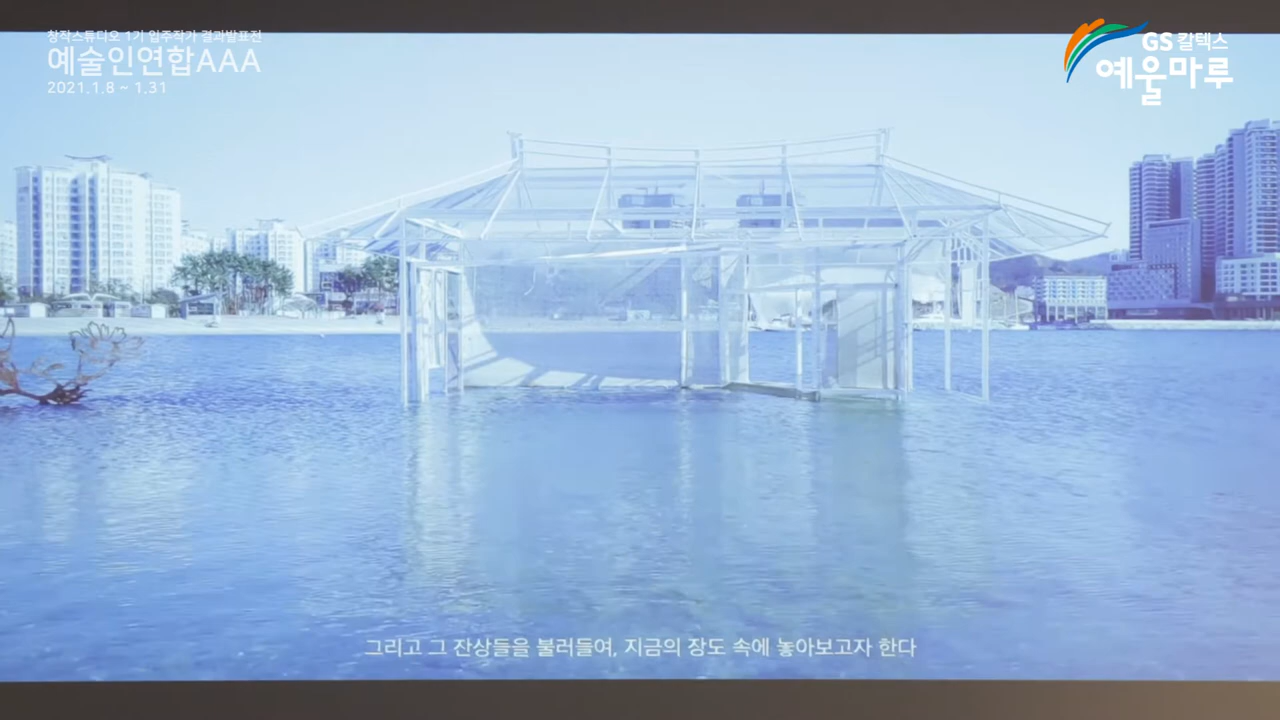 창작스튜디오 1기 입주작가 결과발표전
예술인연합AAA
2021.1.8 ~ 1.31
GS 칼텍스
예울마루
그리고 그 잔상들을 불러들여, 지금의 장도 속에 놓아보고자 한다